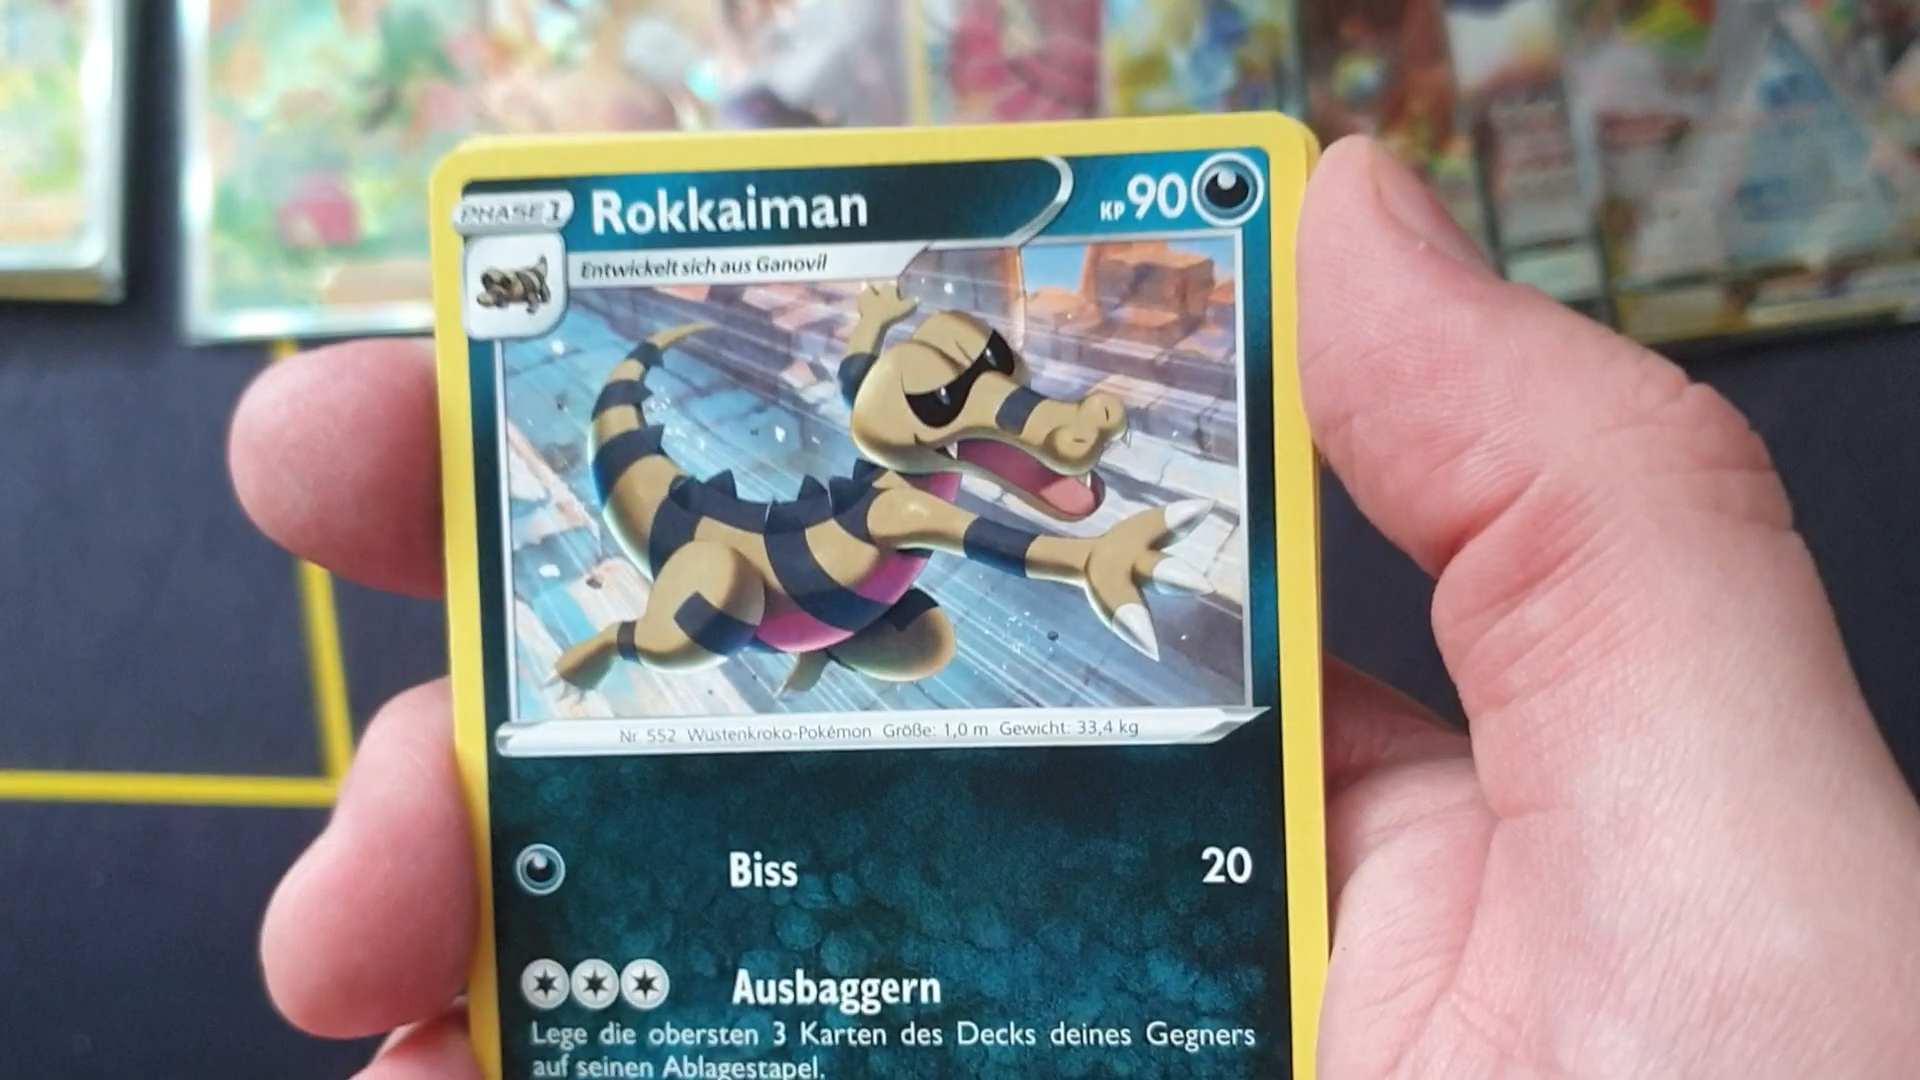 PHASE 1 Rokkaiman KP 90
Entwickelt sich aus Ganovil
Nr. 552 Wüstenkroko-Pokémon Größe: 1,0 m Gewicht: 33,4 kg
Biss 20
Ausbaggern
Lege die obersten 3 Karten des Decks deines Gegners
auf seinen Ablagestapel.